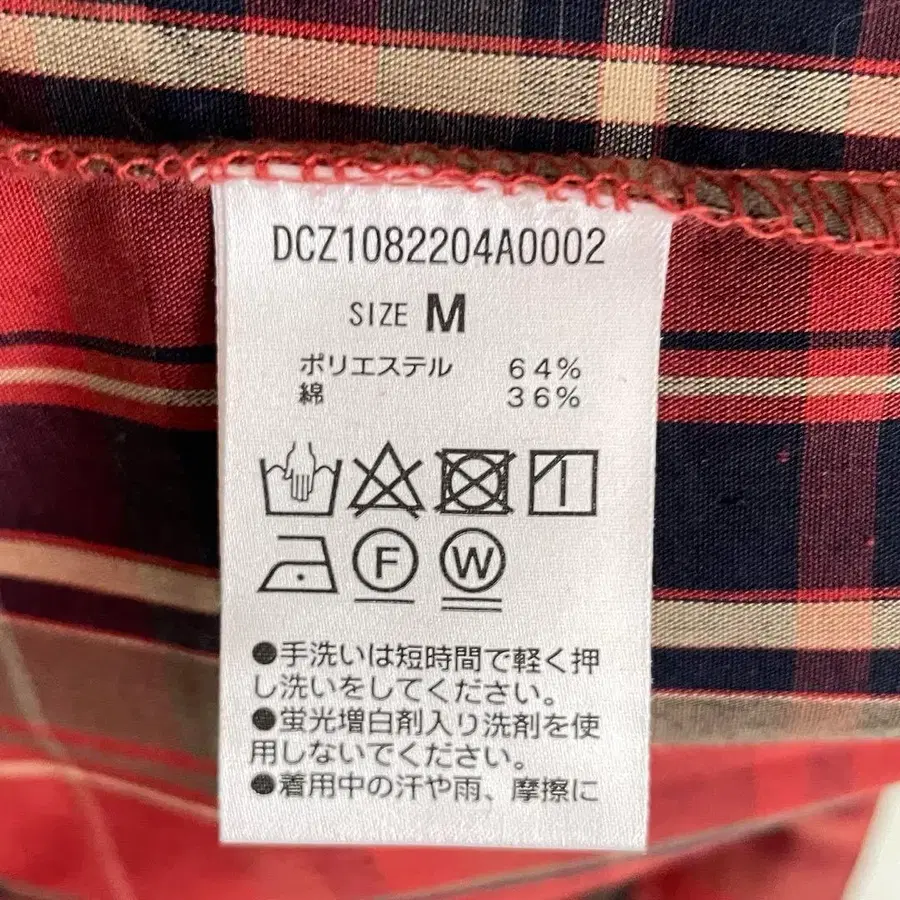 DCZ1082204A0002
SIZE M
ポリエステル 64%
綿 36%
F W
●手洗いは短時間で軽く押
し洗いをしてください。
●蛍光増白剤入り洗剤を使
用しないでください。
●着用中の汗や雨、摩擦に